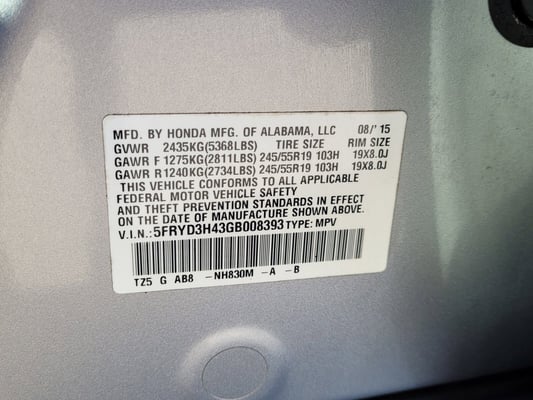 MFD. BY HONDA MFG. OF ALABAMA, LLC 08/'15
GVWR 2435KG(5368LBS) TIRE SIZE RIM SIZE
GAWR F 1275KG(2811LBS) 245/55R19 103H 19X8.0J
GAWR R 1240KG(2734LBS) 245/55R19 103H 19X8.0J
THIS VEHICLE CONFORMS TO ALL APPLICABLE
FEDERAL MOTOR VEHICLE SAFETY
AND THEFT PREVENTION STANDARDS IN EFFECT
ON THE DATE OF MANUFACTURE SHOWN ABOVE.
V.I.N.: 5FRYD3H43GB008393 TYPE: MPV
TZ5 G AB8 -NH830M -A -B